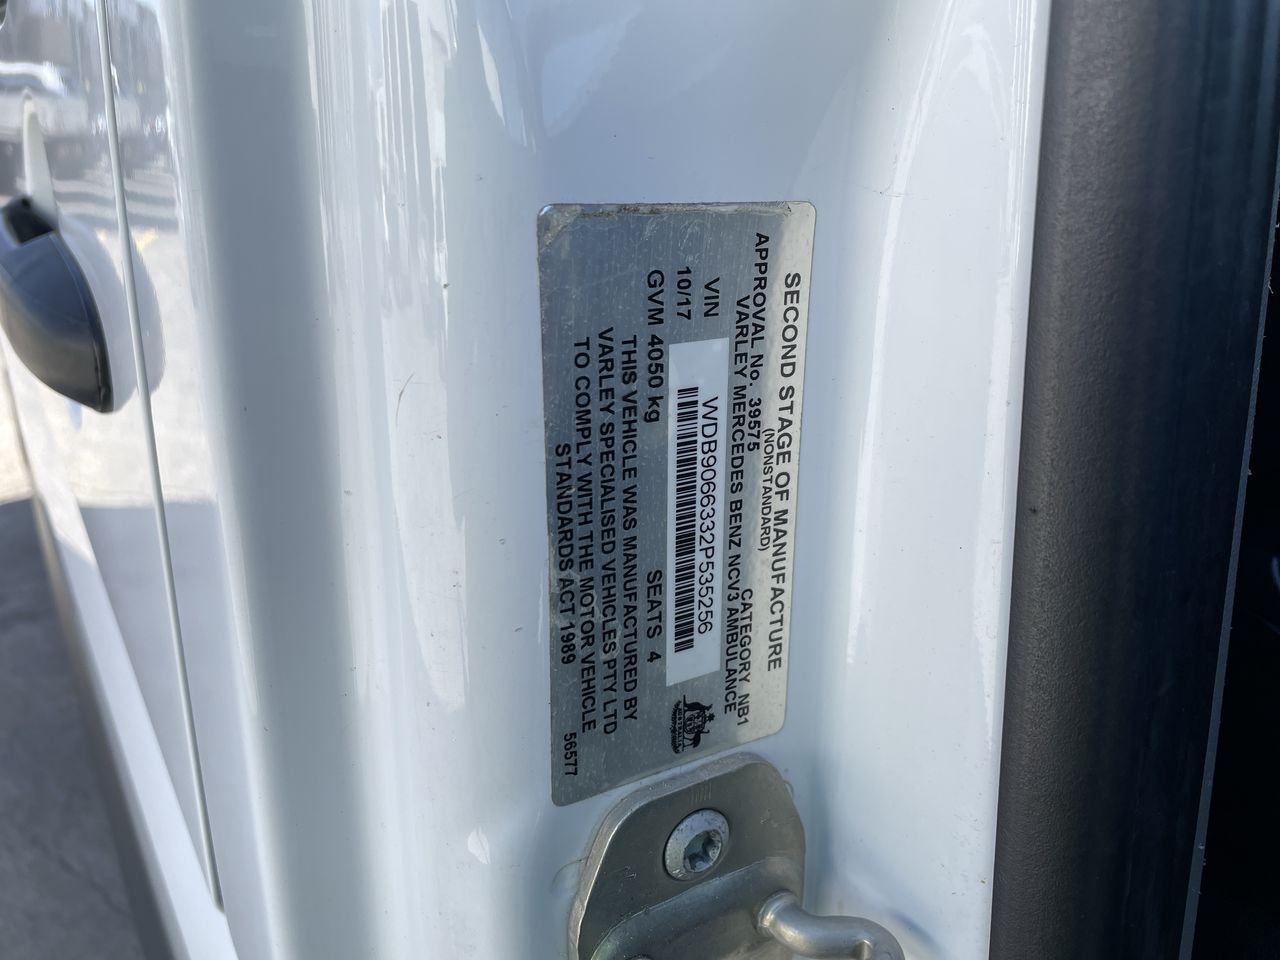 SECOND STAGE OF MANUFACTURE
(NONSTANDARD)
APPROVAL No. 39575 CATEGORY NB1
VARLEY MERCEDES BENZ NCV3 AMBULANCE
VIN WDB9066332P535256
10/17
AUSTRALIA
GVM 4050 kg SEATS 4
THIS VEHICLE WAS MANUFACTURED BY
VARLEY SPECIALISED VEHICLES PTY LTD
TO COMPLY WITH THE MOTOR VEHICLE
STANDARDS ACT 1989
56577